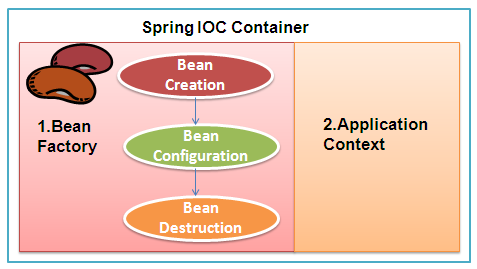 Spring IOC Container
1.Bean
Factory
Bean
Creation
Bean
Configuration
Bean
Destruction
2.Application
Context